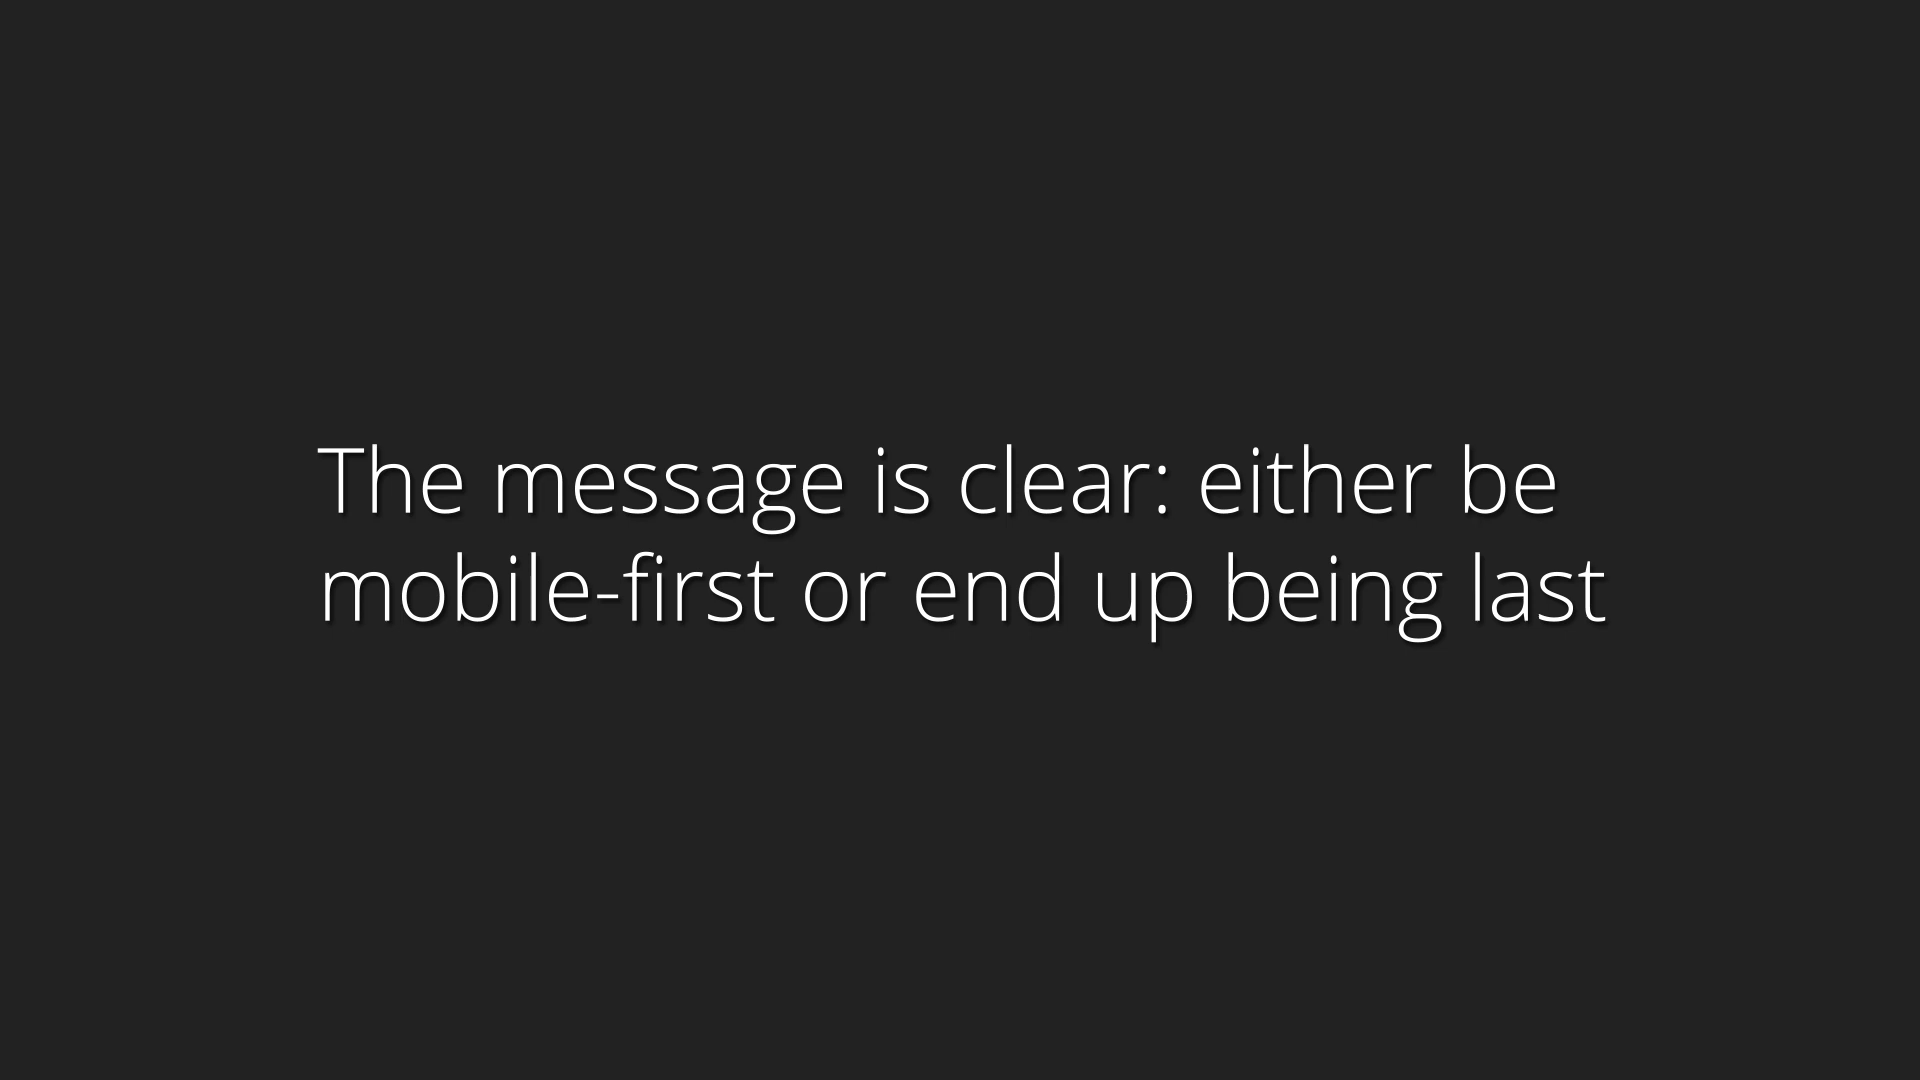 The message is clear: either be
mobile-first or end up being last